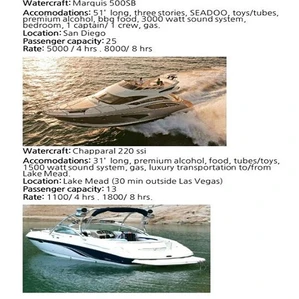 Watercraft: Marquis 500SB
Accomodations: 51' long, three stories, SEADOO, toys/tubes,
premium alcohol, bbq food, 3000 watt sound system,
bedroom, 1 captain/ 1 crew, gas.
Location: San Diego
Passenger capacity: 25
Rate: 5000 / 4 hrs . 8000/ 8 hrs
Watercraft: Chapparal 220 ssi
Accomodations: 31' long, premium alcohol, food, tubes/toys,
1500 watt sound system, gas, luxury transportation to/from
Lake Mead.
Location: Lake Mead (30 min outside Las Vegas)
Passenger capacity: 13
Rate: 1100/ 4 hrs . 1800/ 8 hrs.